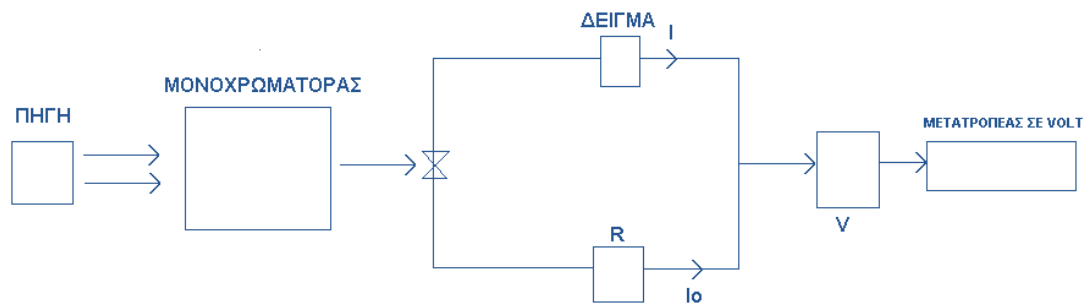 ΔΕΙΓΜΑ
I
ΜΟΝΟΧΡΩΜΑΤΟΡΑΣ
ΠΗΓΗ
ΜΕΤΑΤΡΟΠΕΑΣ ΣΕ VOLT
V
R
Io